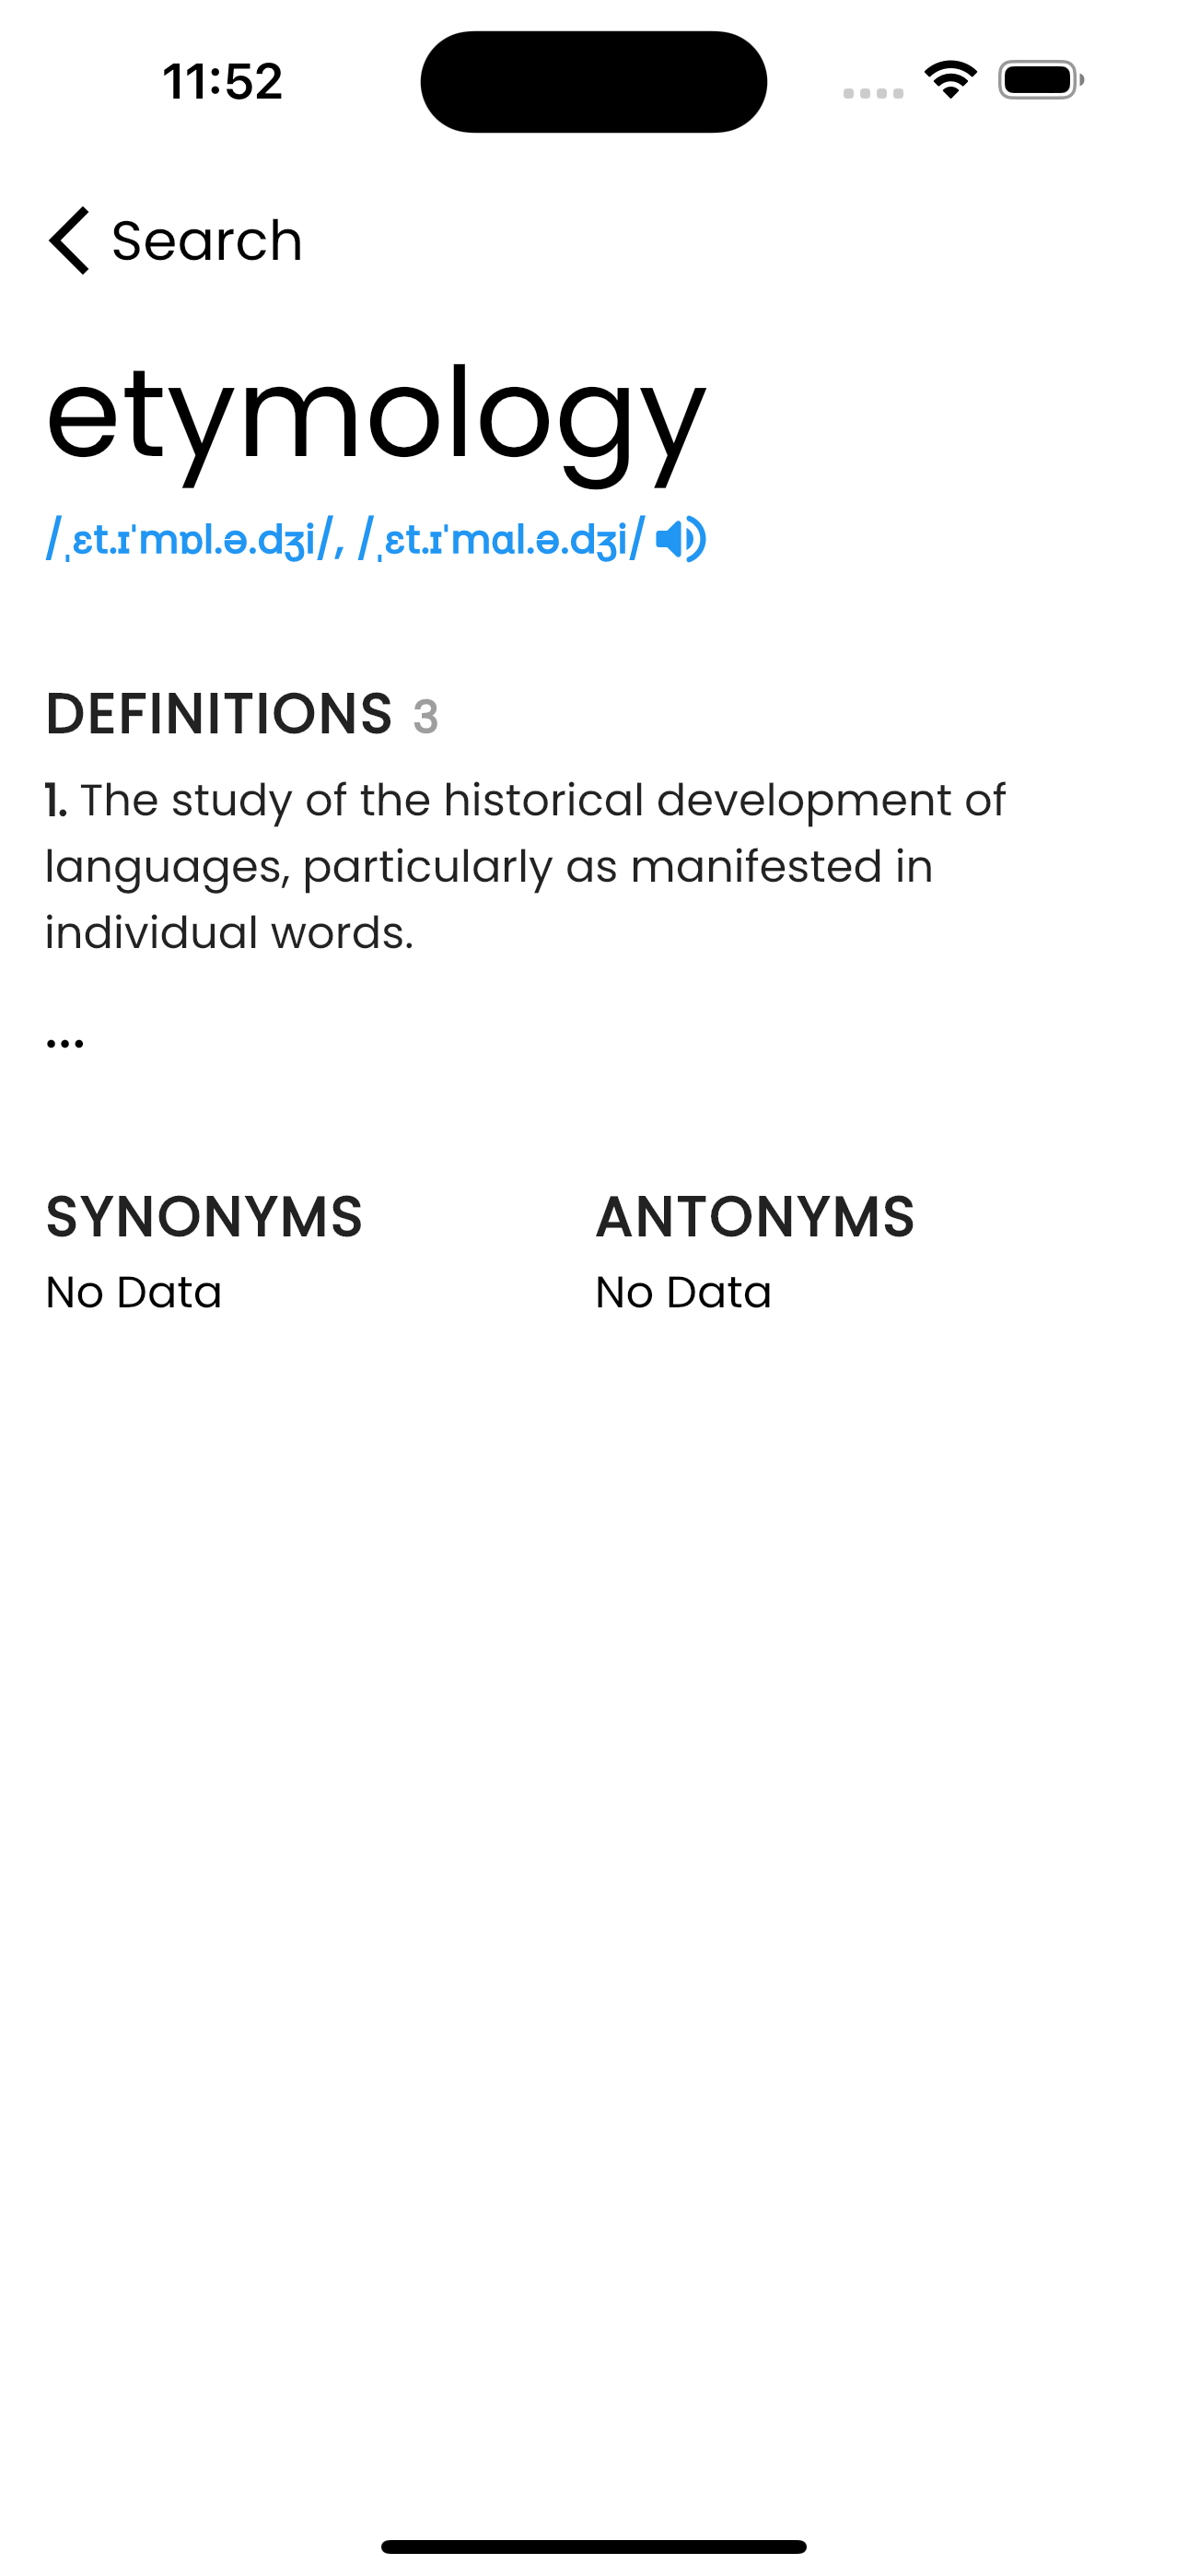 11:52
Search
etymology
/ˌɛt.ɪˈmɒl.ə.dʒi/, /ˌɛt.ɪˈmɑl.ə.dʒi/
DEFINITIONS 3
1. The study of the historical development of
languages, particularly as manifested in
individual words.
...
SYNONYMS
No Data
ANTONYMS
No Data